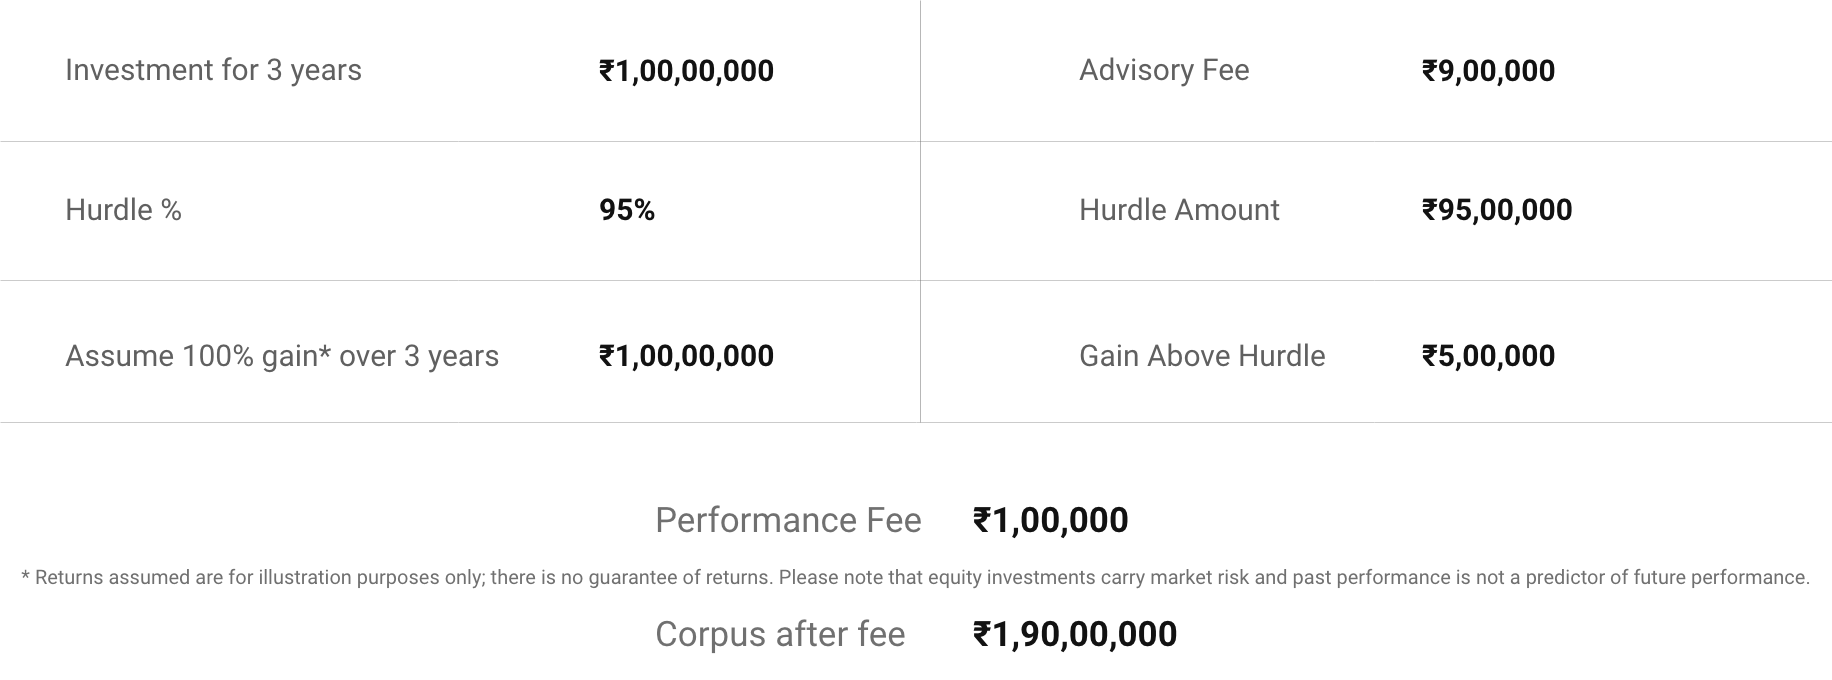 Investment for 3 years ₹1,00,00,000 Advisory Fee ₹9,00,000
Hurdle % 95% Hurdle Amount ₹95,00,000
Assume 100% gain* over 3 years ₹1,00,00,000 Gain Above Hurdle ₹5,00,000
Performance Fee ₹1,00,000
* Returns assumed are for illustration purposes only; there is no guarantee of returns. Please note that equity investments carry market risk and past performance is not a predictor of future performance.
Corpus after fee ₹1,90,00,000